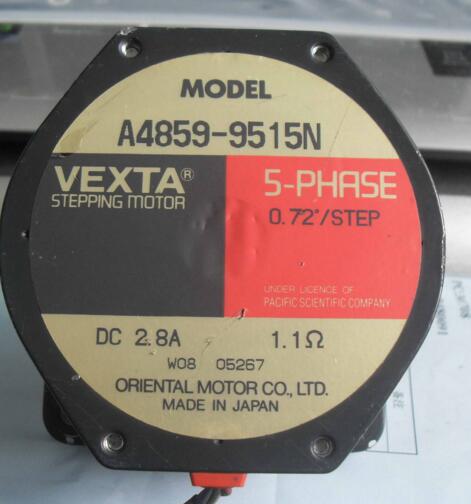 MODEL
A4859-9515N
VEXTA®
STEPPING MOTOR
5-PHASE
0.72°/STEP
UNDER LICENCE OF
PACIFIC SCIENTIFIC COMPANY
DC 2.8A 1.1Ω
W08 05267
ORIENTAL MOTOR CO., LTD.
MADE IN JAPAN